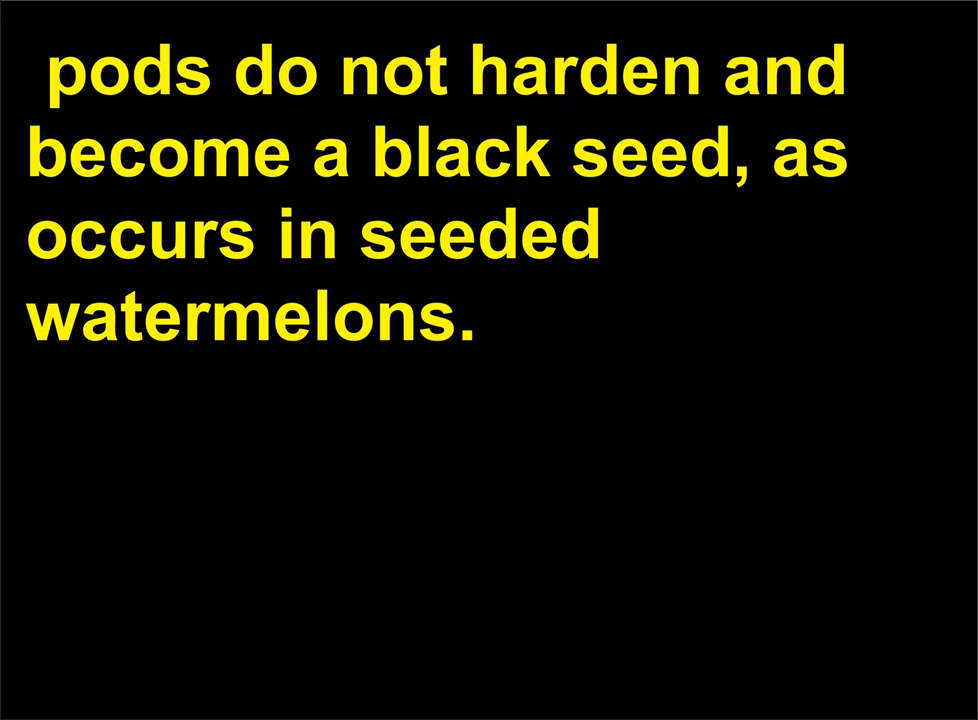 pods do not harden and
become a black seed, as
occurs in seeded
watermelons.